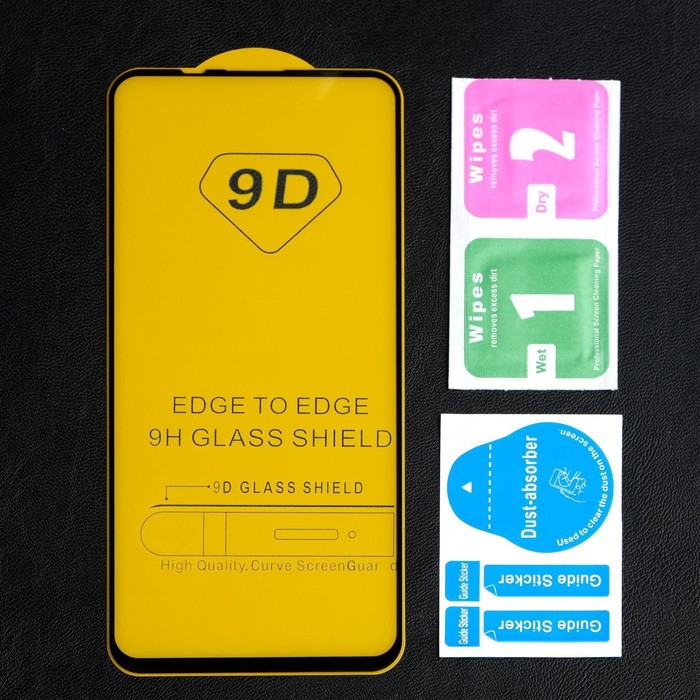 9D
EDGE TO EDGE
9H GLASS SHIELD
9D GLASS SHIELD
High Quality. Curve ScreenGuar d
Wipes
removes excess dirt
2
Dry
Professional Screen Cleaning Paper
Wipes
removes excess dirt
1
Wet
Professional Screen Cleaning Paper
Dust-absorber
Used to clear the dust on the screen.
Guide Sticker
Guide Sticker
Guide Sticker
Guide Sticker